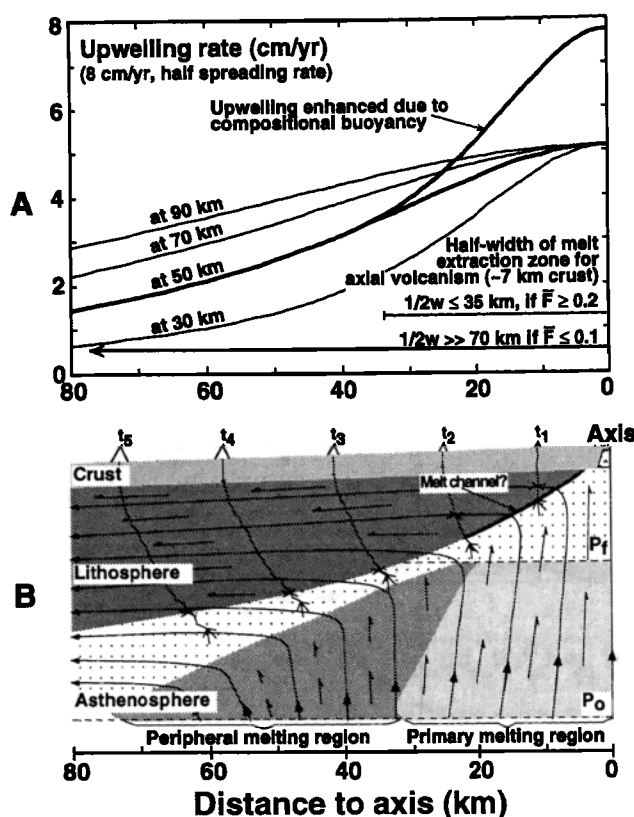 8
6
4
2
0
A
Upwelling rate (cm/yr)
(8 cm/yr, half spreading rate)
Upwelling enhanced due to
compositional buoyancy
at 90 km
at 70 km
at 50 km
at 30 km
Half-width of melt
extraction zone for
axial volcanism (~7 km crust)
1/2w ≤ 35 km, if F̅ ≥ 0.2
1/2w >> 70 km if F̅ ≤ 0.1
80 60 40 20 0
t₅ t₄ t₃ t₂ t₁ Axis
Crust
Melt channel?
Lithosphere
Pf
B
Asthenosphere
P₀
Peripheral melting region Primary melting region
80 60 40 20 0
Distance to axis (km)